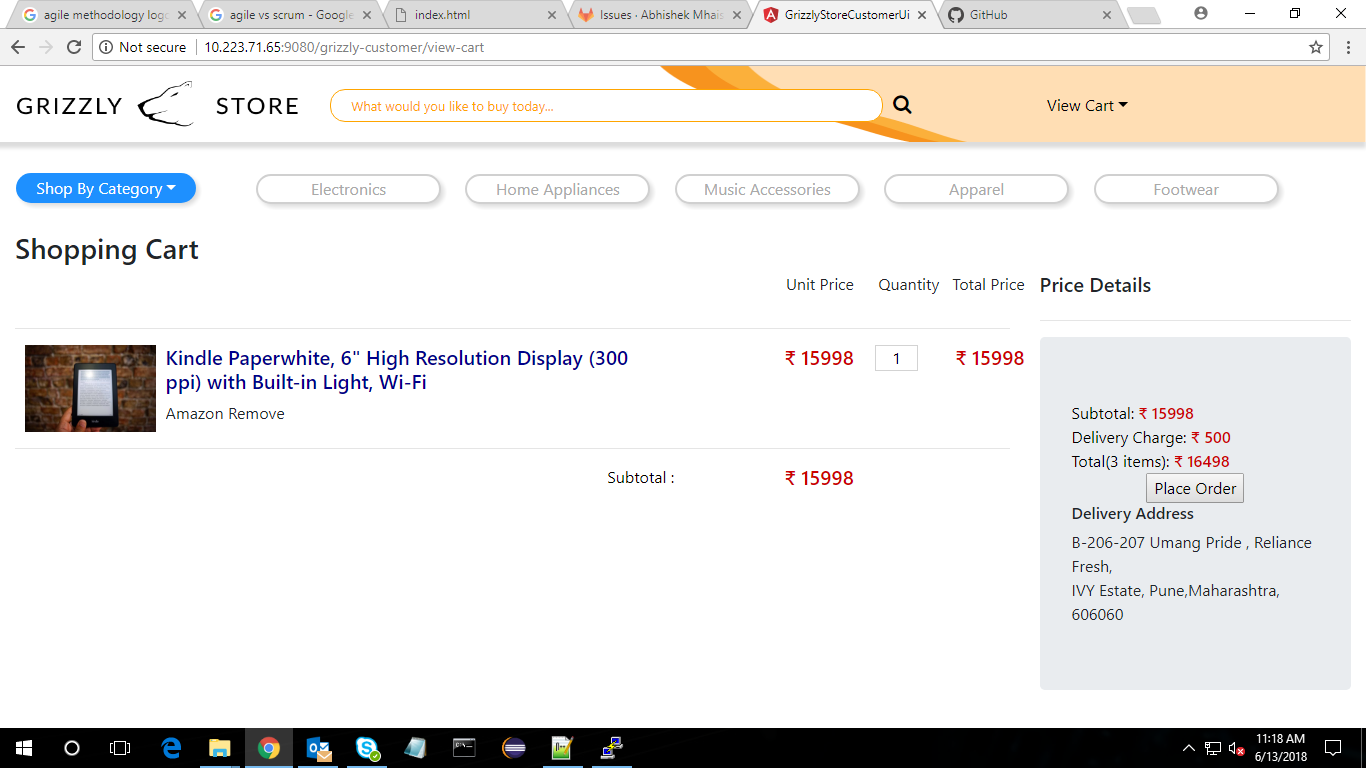 agile methodology logo
agile vs scrum - Google
index.html
Issues · Abhishek Mhais
GrizzlyStoreCustomerUi
GitHub
Not secure
10.223.71.65:9080/grizzly-customer/view-cart
GRIZZLY STORE
What would you like to buy today...
View Cart
Shop By Category
Electronics
Home Appliances
Music Accessories
Apparel
Footwear
Shopping Cart
Unit Price Quantity Total Price
Kindle Paperwhite, 6" High Resolution Display (300
ppi) with Built-in Light, Wi-Fi
Amazon Remove
₹ 15998
1
₹ 15998
Subtotal :
₹ 15998
Price Details
Subtotal: ₹ 15998
Delivery Charge: ₹ 500
Total(3 items): ₹ 16498
Place Order
Delivery Address
B-206-207 Umang Pride , Reliance
Fresh,
IVY Estate, Pune,Maharashtra,
606060
11:18 AM
6/13/2018